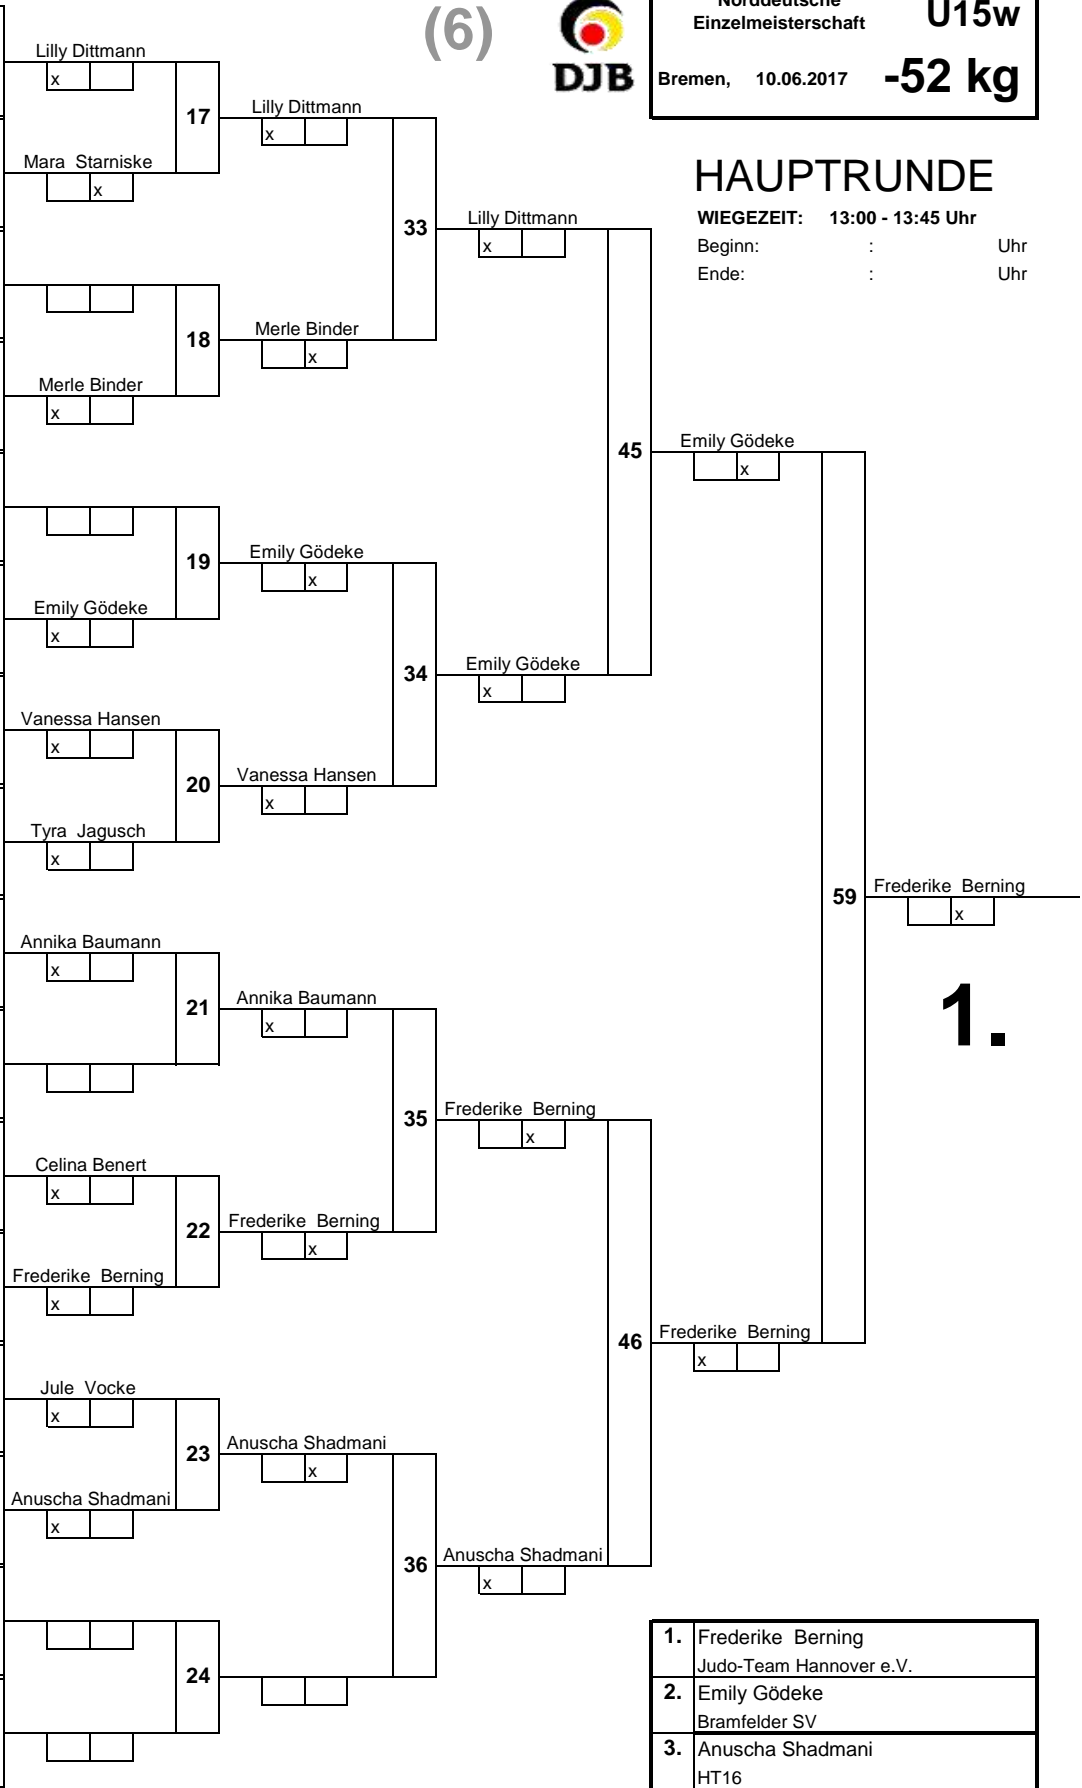 (6)
DJB
Norddeutsche
Einzelmeisterschaft
U15w
Bremen, 10.06.2017
-52 kg
HAUPTRUNDE
WIEGEZEIT: 13:00 - 13:45 Uhr
Beginn: : Uhr
Ende: : Uhr
Lilly Dittmann
x
17
Lilly Dittmann
x
Mara Starniske
x
33
Lilly Dittmann
x
18
Merle Binder
x
Merle Binder
x
45
Emily Gödeke
x
19
Emily Gödeke
x
Emily Gödeke
x
34
Emily Gödeke
x
Vanessa Hansen
x
20
Vanessa Hansen
x
Tyra Jagusch
x
59
Frederike Berning
x
1.
Annika Baumann
x
21
Annika Baumann
x
35
Frederike Berning
x
Celina Benert
x
22
Frederike Berning
x
Frederike Berning
x
46
Frederike Berning
x
Jule Vocke
x
23
Anuscha Shadmani
x
Anuscha Shadmani
x
36
Anuscha Shadmani
x
24
1. Frederike Berning
Judo-Team Hannover e.V.
2. Emily Gödeke
Bramfelder SV
3. Anuscha Shadmani
HT16